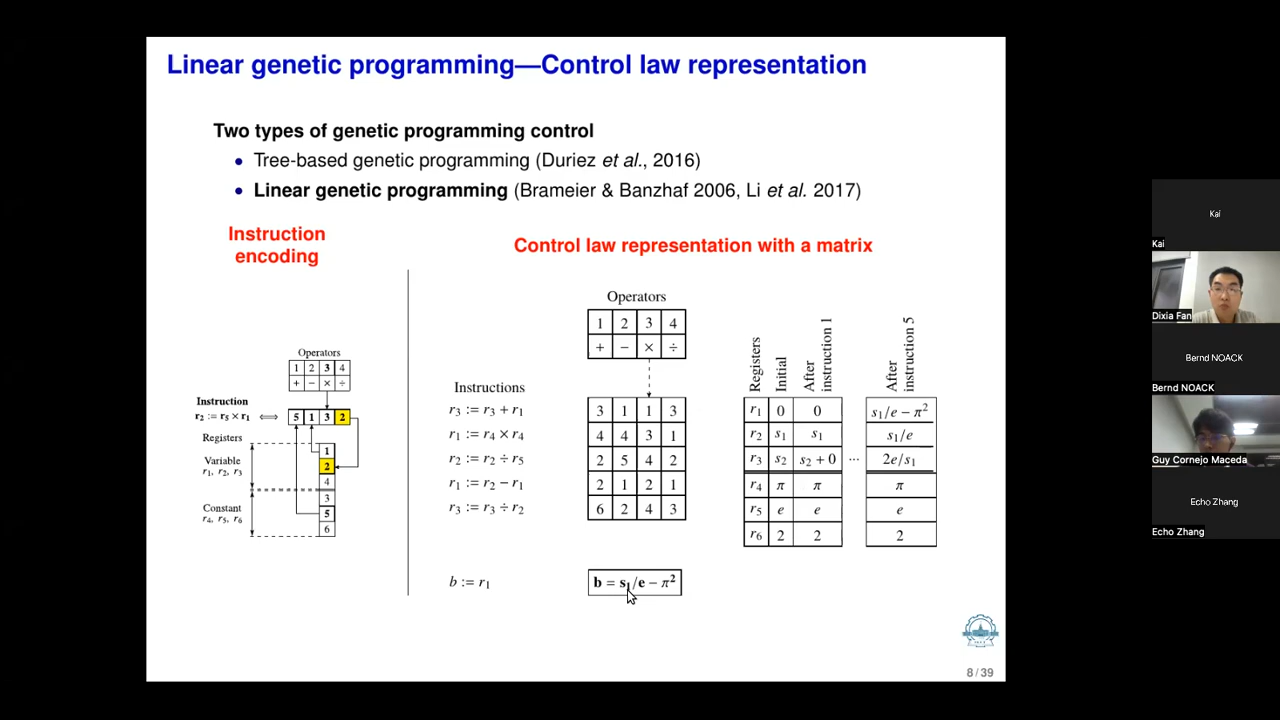 Linear genetic programming—Control law representation
Two types of genetic programming control
• Tree-based genetic programming (Duriez et al., 2016)
• Linear genetic programming (Brameier & Banzhaf 2006, Li et al. 2017)
Instruction
encoding
Operators
1 2 3 4
+ − × ÷
Instruction
r₂ := r₅ × r₁ ⟺ 5 1 3 2
Registers
Variable
r₁, r₂, r₃
Constant
r₄, r₅, r₆
1
2
4
3
5
6
Control law representation with a matrix
Operators
1 2 3 4
+ − × ÷
Instructions
r₃ := r₃ + r₁ 3 1 1 3
r₁ := r₄ × r₄ 4 4 3 1
r₂ := r₂ ÷ r₅ 2 5 4 2
r₁ := r₂ − r₁ 2 1 2 1
r₃ := r₃ ÷ r₂ 6 2 4 3
b := r₁ b = s₁/e − π²
Registers
Initial
After
instruction 1
After
instruction 5
r₁ 0 0 s₁/e − π²
r₂ s₁ s₁ s₁/e
r₃ s₂ s₂ + 0 ... 2e/s₁
r₄ π π π
r₅ e e e
r₆ 2 2 2
8 / 39
Kai
Kai
Dixia Fan
Bernd NOACK
Bernd NOACK
Guy Cornejo Maceda
Echo Zhang
Echo Zhang